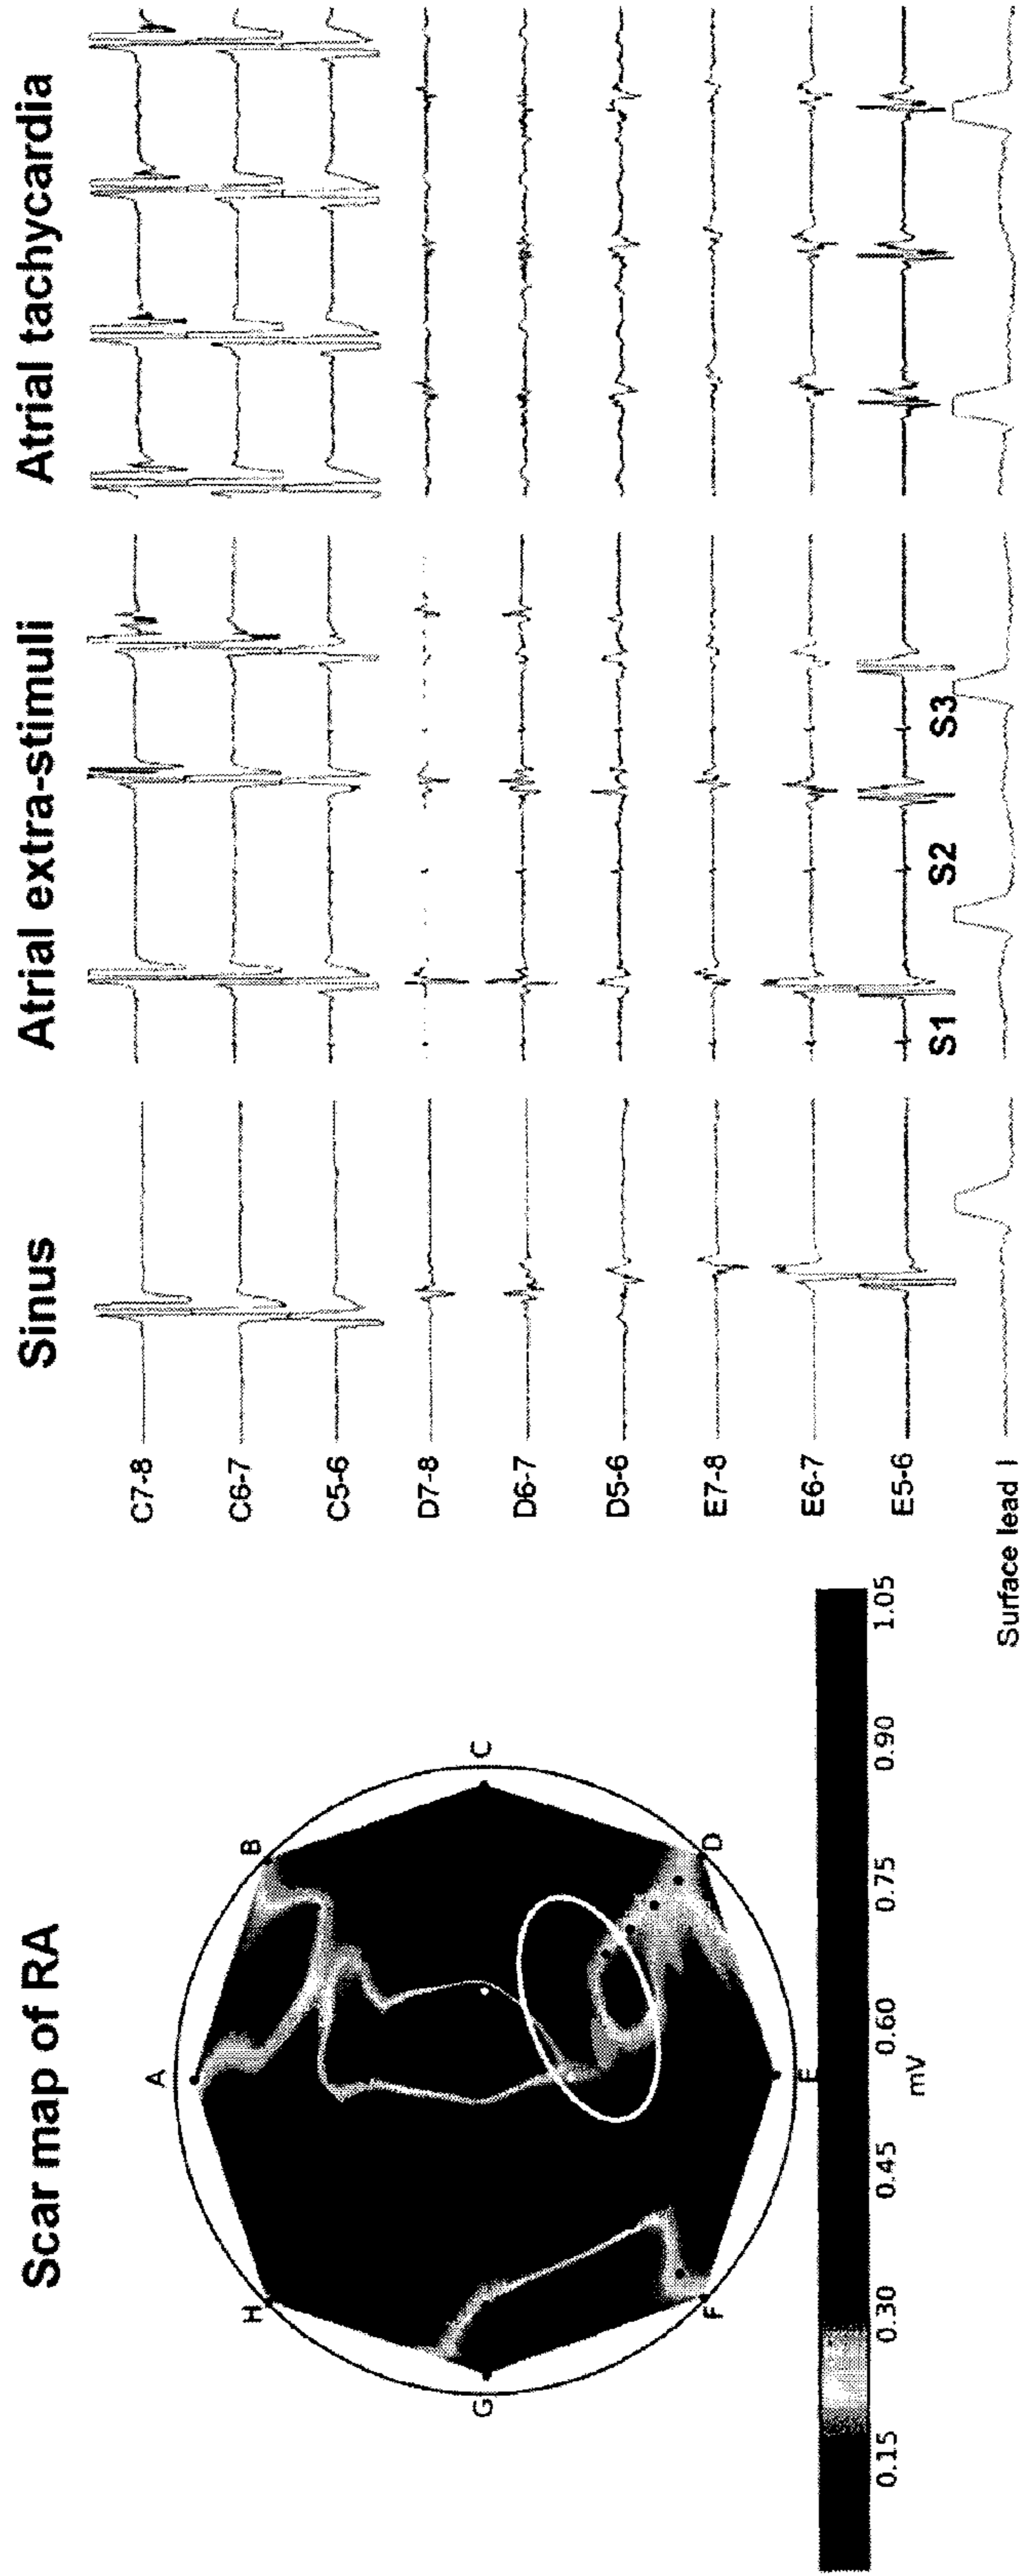 Scar map of RA
A
B
C
D
E
F
G
H
0.15
0.30
0.45
0.60
0.75
0.90
1.05
mV
Sinus
Atrial extra-stimuli
Atrial tachycardia
C7-8
C6-7
C5-6
D7-8
D6-7
D5-6
E7-8
E6-7
E5-6
S1
S2
S3
Surface lead I